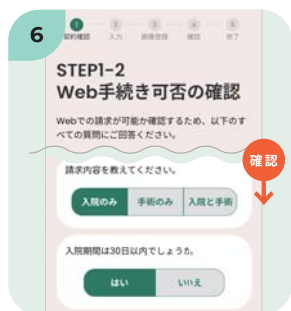 6
1 2 3 4 5
契約確認 入力 画像登録 確認 完了
STEP1-2
Web手続き可否の確認
Webでの請求が可能か確認するため、以下のす
べての質問にご回答ください。
確認
請求内容を教えてください。
入院のみ 手術のみ 入院と手術
入院期間は30日以内でしょうか。
はい いいえ